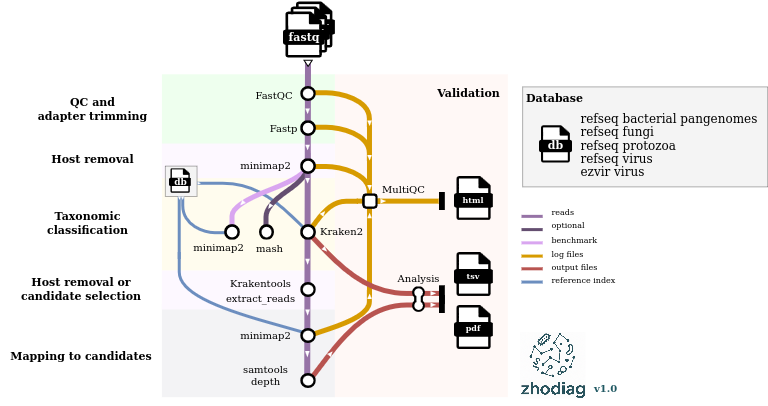 fastq
QC and
adapter trimming
FastQC
Fastp
Validation
Host removal
minimap2
db
MultiQC
html
Taxonomic
classification
minimap2
mash
Kraken2
Host removal or
candidate selection
Krakentools
extract_reads
Analysis
tsv
pdf
Mapping to candidates
minimap2
samtools
depth
Database
db
refseq bacterial pangenomes
refseq fungi
refseq protozoa
refseq virus
ezvir virus
reads
optional
benchmark
log files
output files
reference index
zhodiag v1.0